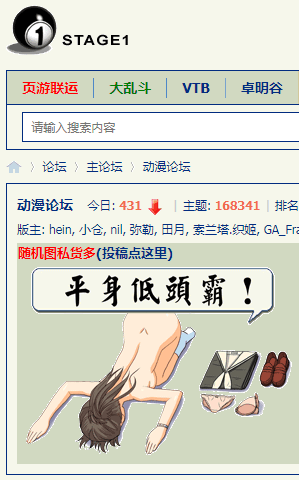 1
STAGE1
页游联运 | 大乱斗 | VTB | 卓明谷
请输入搜索内容
论坛 〉 主论坛 〉 动漫论坛
动漫论坛 今日: 431 | 主题: 168341 | 排名
版主: hein, 小仓, nil, 弥勒, 田月, 索兰塔.织姬, GA_Fra
随机图私货多(投稿点这里)
平身低頭霸！